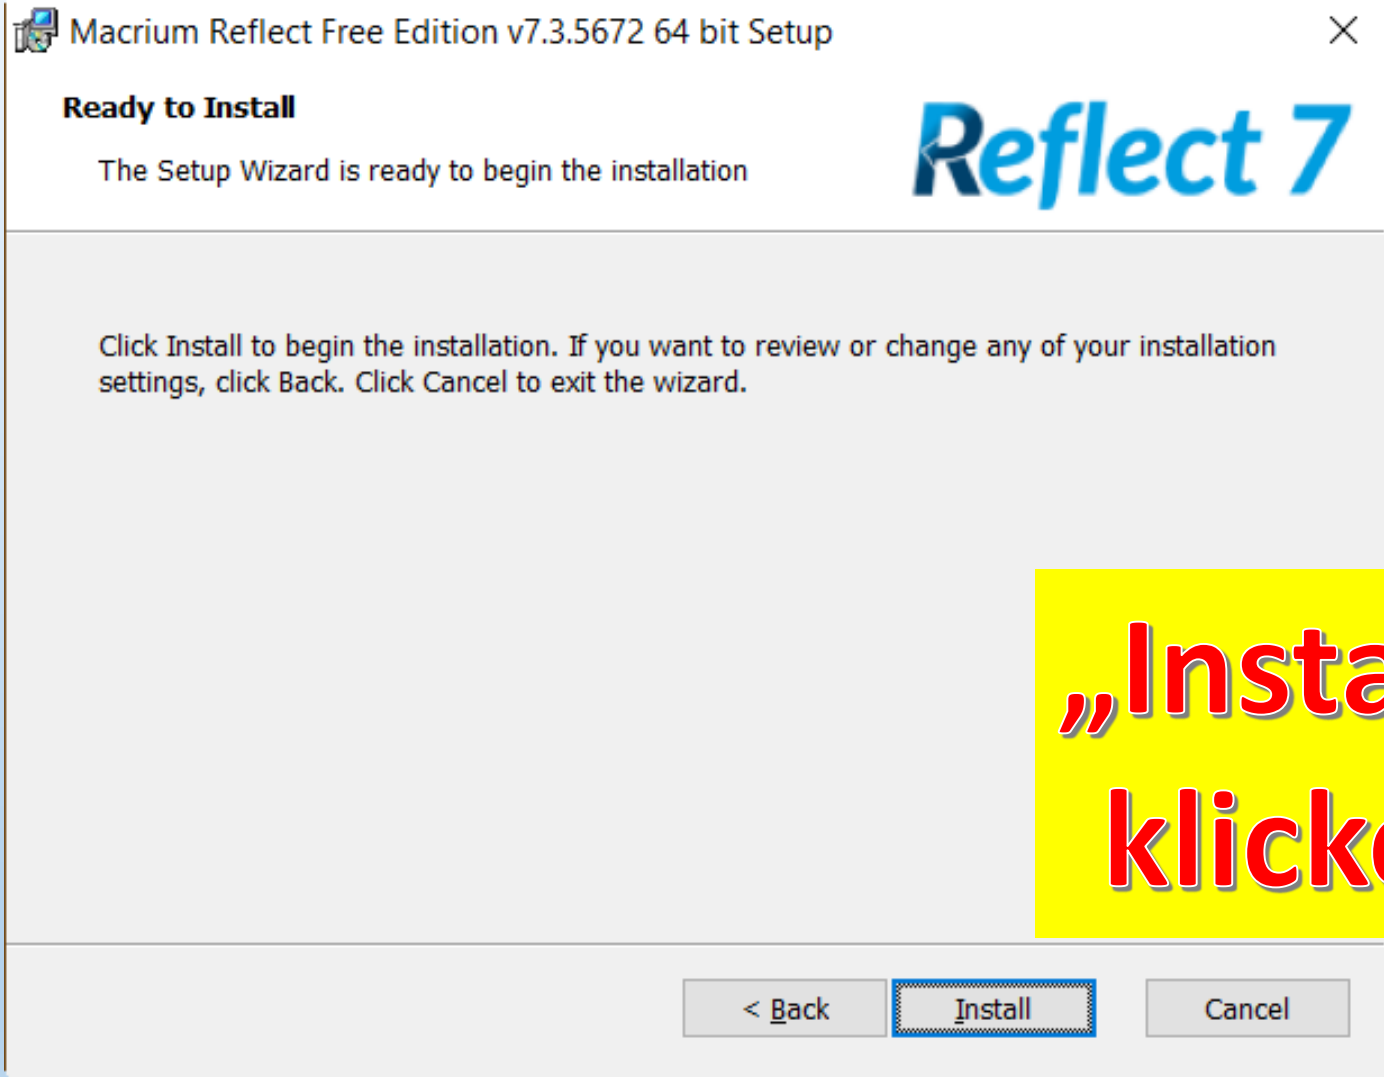 Macrium Reflect Free Edition v7.3.5672 64 bit Setup
Ready to Install
The Setup Wizard is ready to begin the installation
Reflect 7
Click Install to begin the installation. If you want to review or change any of your installation
settings, click Back. Click Cancel to exit the wizard.
< Back
Install
Cancel